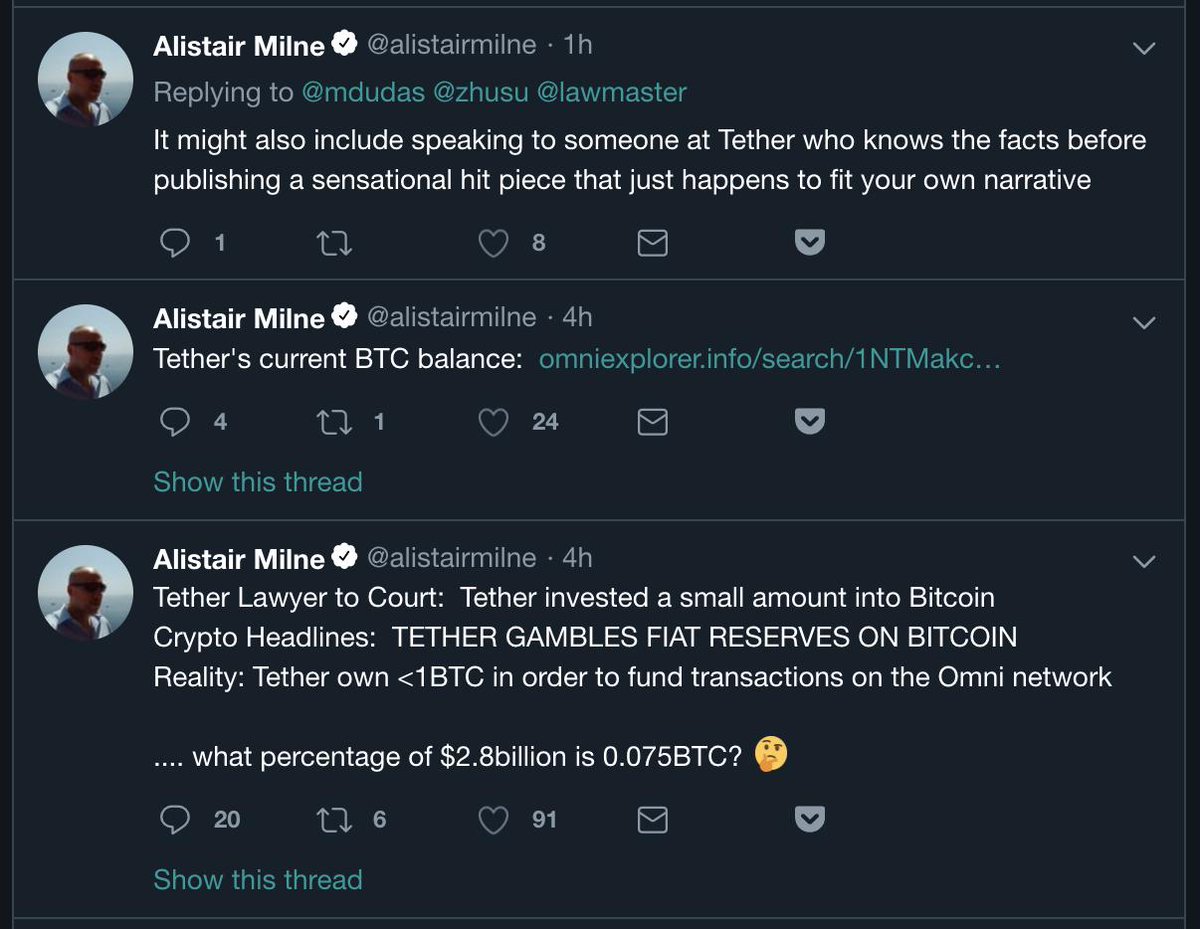 Alistair Milne @alistairmilne · 1h
Replying to @mdudas @zhusu @lawmaster
It might also include speaking to someone at Tether who knows the facts before
publishing a sensational hit piece that just happens to fit your own narrative
1 8
Alistair Milne @alistairmilne · 4h
Tether's current BTC balance: omniexplorer.info/search/1NTMakc...
4 1 24
Show this thread
Alistair Milne @alistairmilne · 4h
Tether Lawyer to Court: Tether invested a small amount into Bitcoin
Crypto Headlines: TETHER GAMBLES FIAT RESERVES ON BITCOIN
Reality: Tether own <1BTC in order to fund transactions on the Omni network
.... what percentage of $2.8billion is 0.075BTC? 🤔
20 6 91
Show this thread